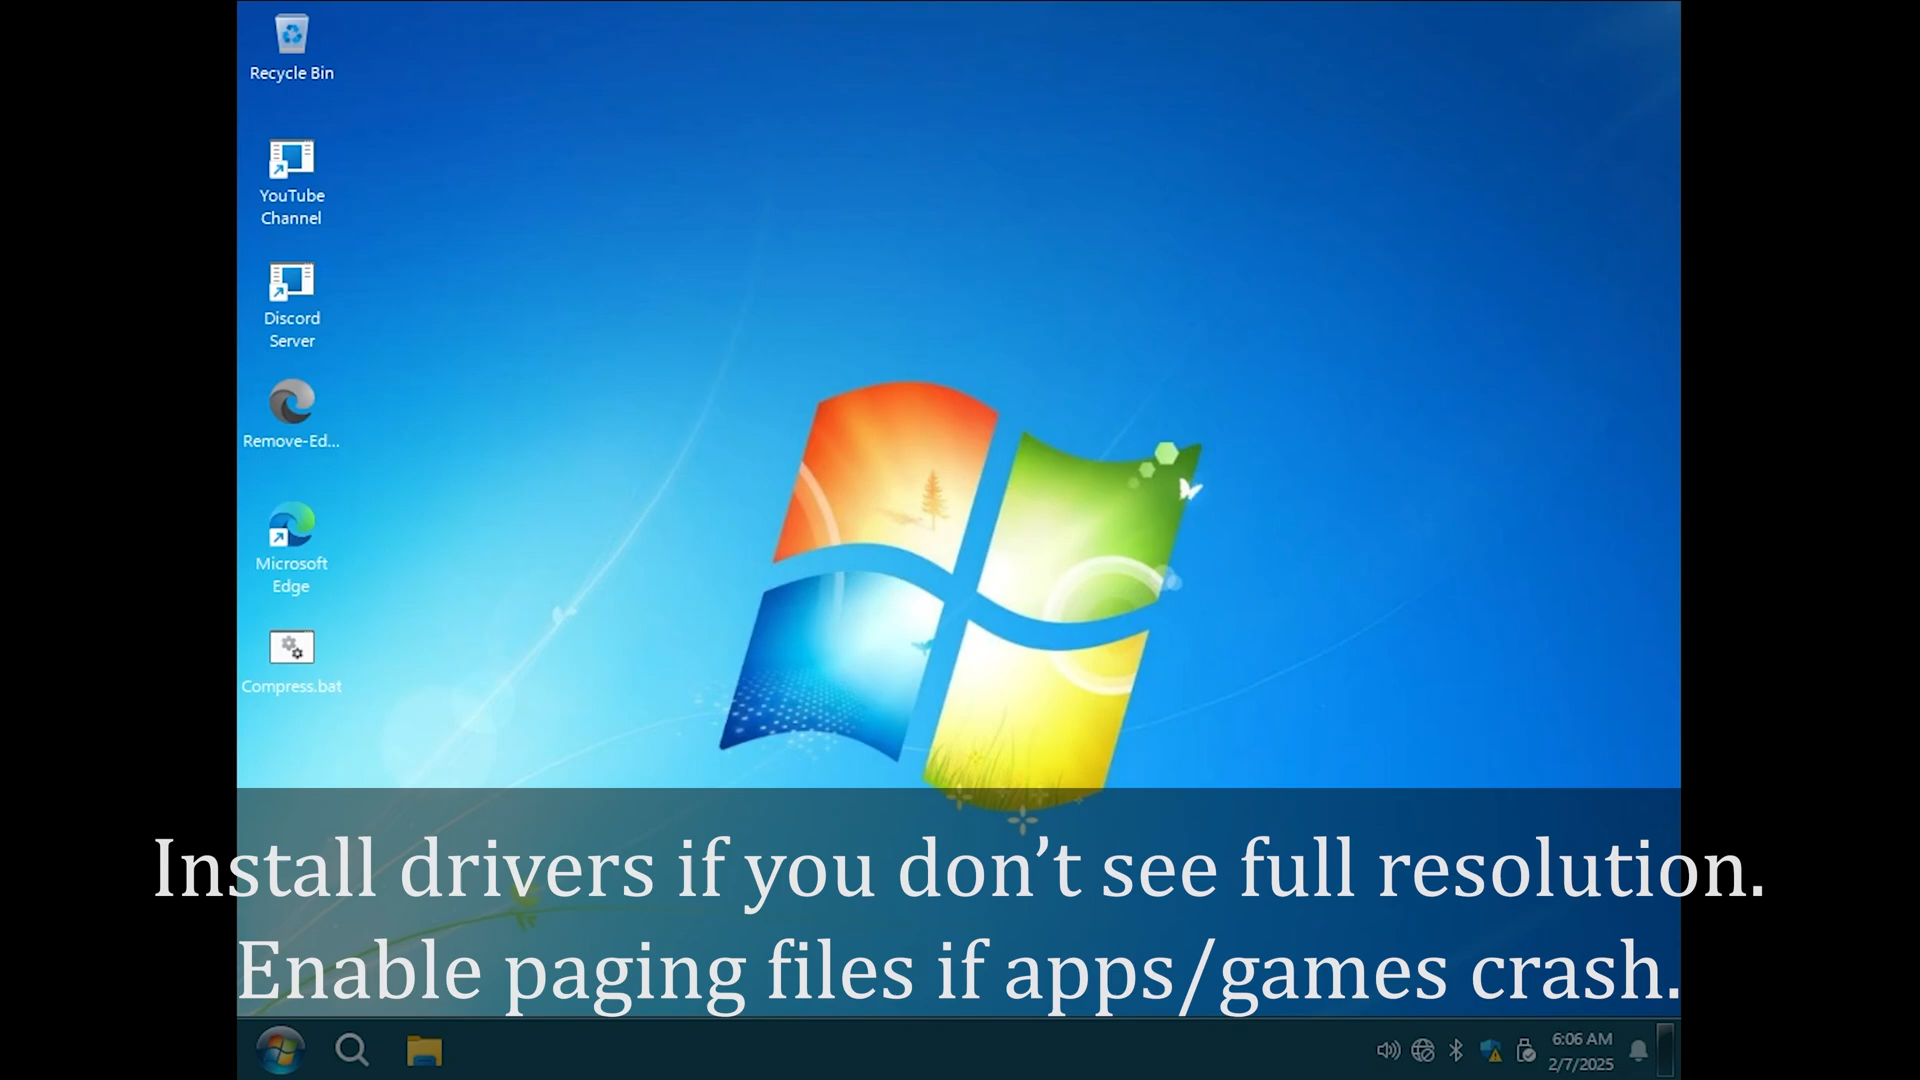 Recycle Bin
YouTube
Channel
Discord
Server
Remove-Ed...
Microsoft
Edge
Compress.bat
Install drivers if you don’t see full resolution.
Enable paging files if apps/games crash.
6:06 AM
2/7/2025